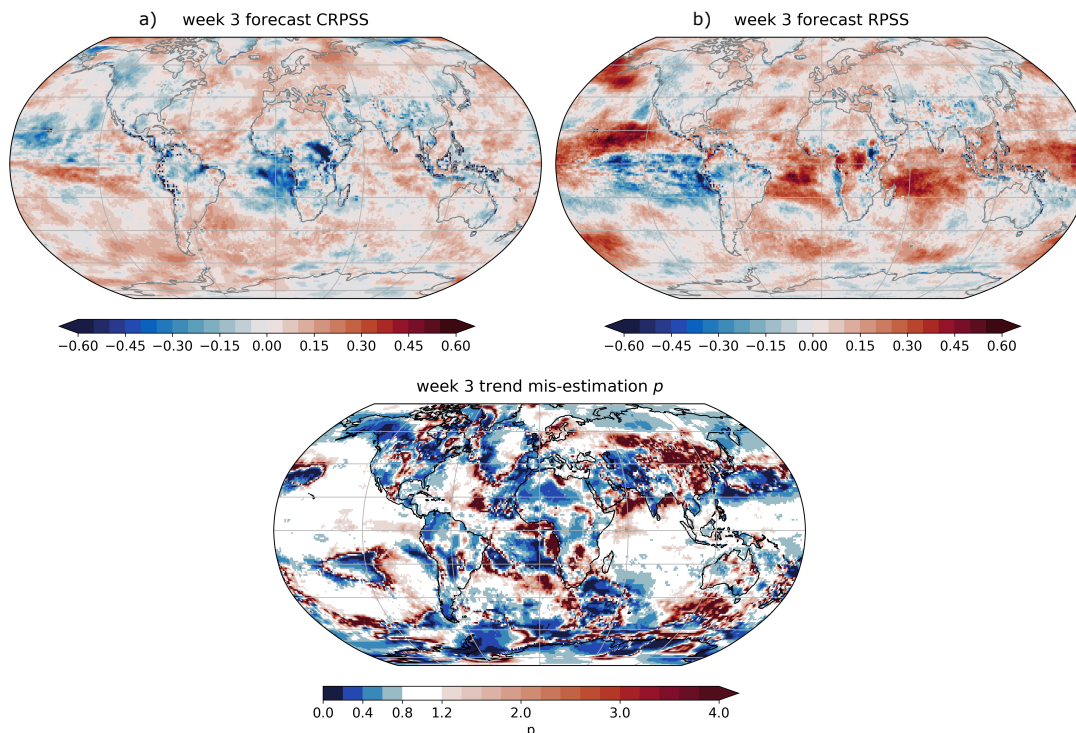 a) week 3 forecast CRPSS
b) week 3 forecast RPSS
−0.60 −0.45 −0.30 −0.15 0.00 0.15 0.30 0.45 0.60
−0.60 −0.45 −0.30 −0.15 0.00 0.15 0.30 0.45 0.60
week 3 trend mis-estimation p
0.0 0.4 0.8 1.2 2.0 3.0 4.0
p